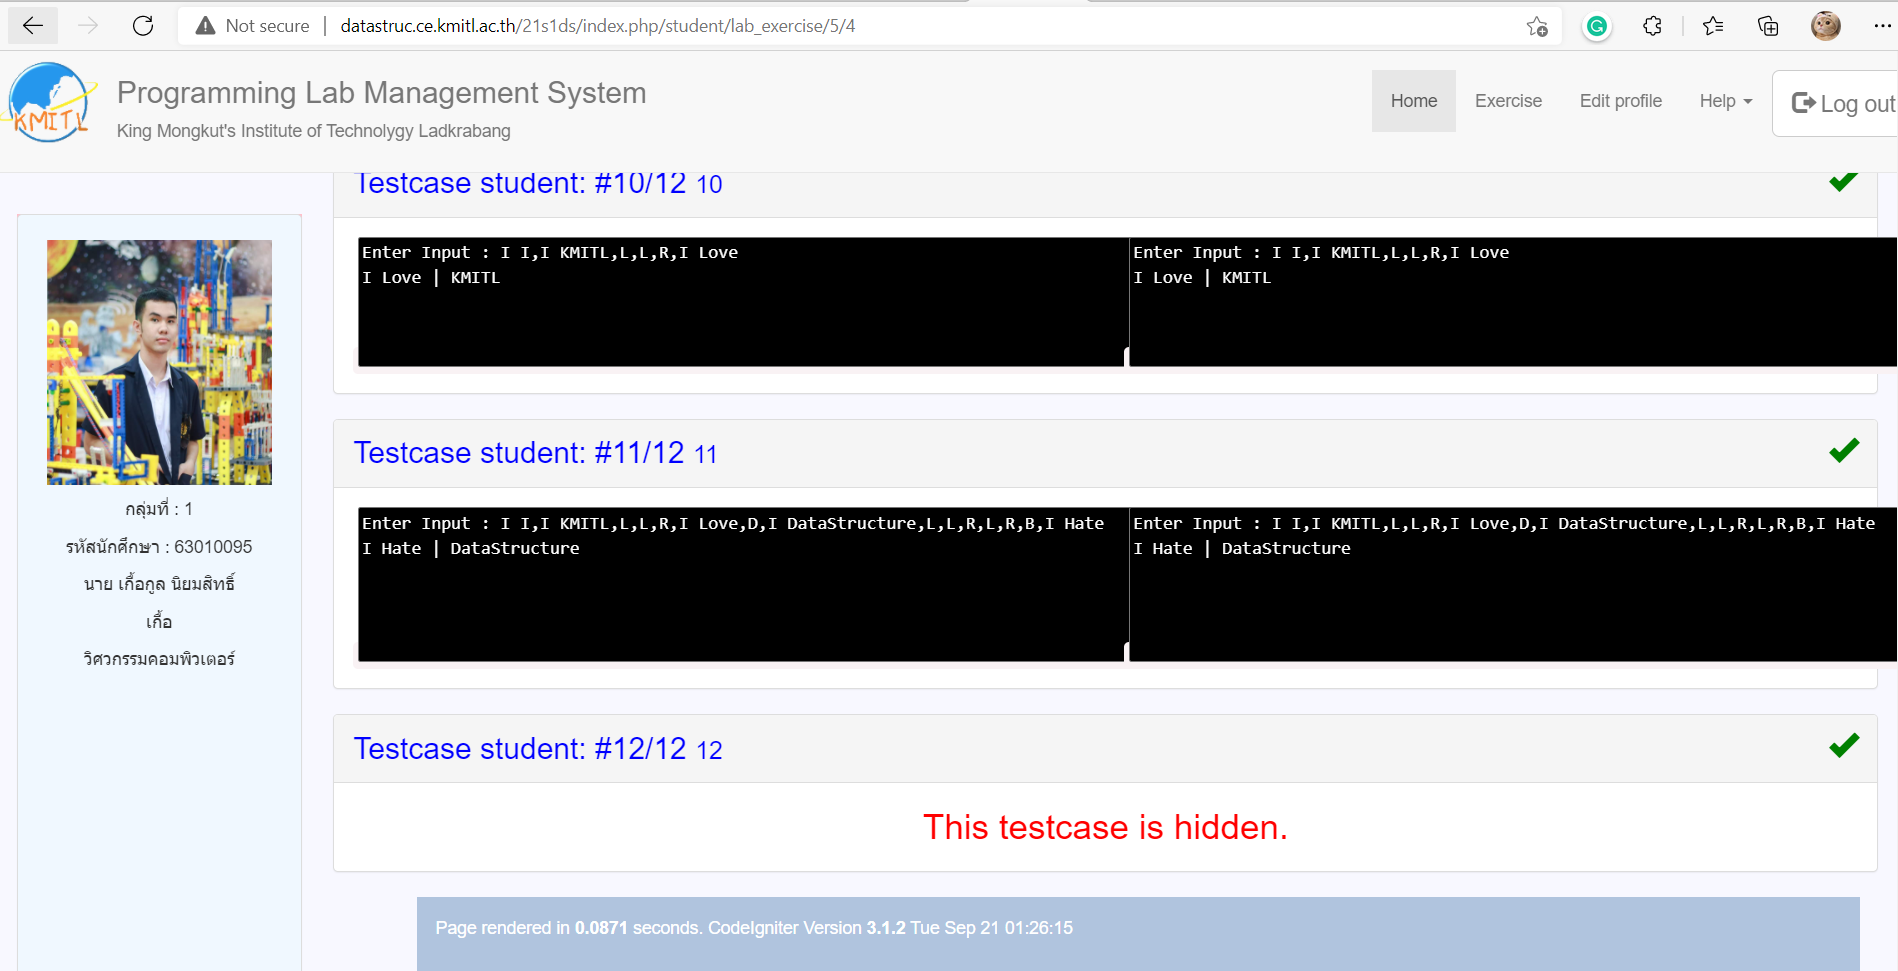 Not secure | datastruc.ce.kmitl.ac.th/21s1ds/index.php/student/lab_exercise/5/4
KMITL
Programming Lab Management System
King Mongkut's Institute of Technolygy Ladkrabang
Home Exercise Edit profile Help Log out
Testcase student: #10/12 10
Enter Input : I I,I KMITL,L,L,R,I Love
I Love | KMITL
Enter Input : I I,I KMITL,L,L,R,I Love
I Love | KMITL
กลุ่มที่ : 1
รหัสนักศึกษา : 63010095
นาย เกื้อกูล นิยมสิทธิ์
เกื้อ
วิศวกรรมคอมพิวเตอร์
Testcase student: #11/12 11
Enter Input : I I,I KMITL,L,L,R,I Love,D,I DataStructure,L,L,R,L,R,B,I Hate
I Hate | DataStructure
Enter Input : I I,I KMITL,L,L,R,I Love,D,I DataStructure,L,L,R,L,R,B,I Hate
I Hate | DataStructure
Testcase student: #12/12 12
This testcase is hidden.
Page rendered in 0.0871 seconds. CodeIgniter Version 3.1.2 Tue Sep 21 01:26:15